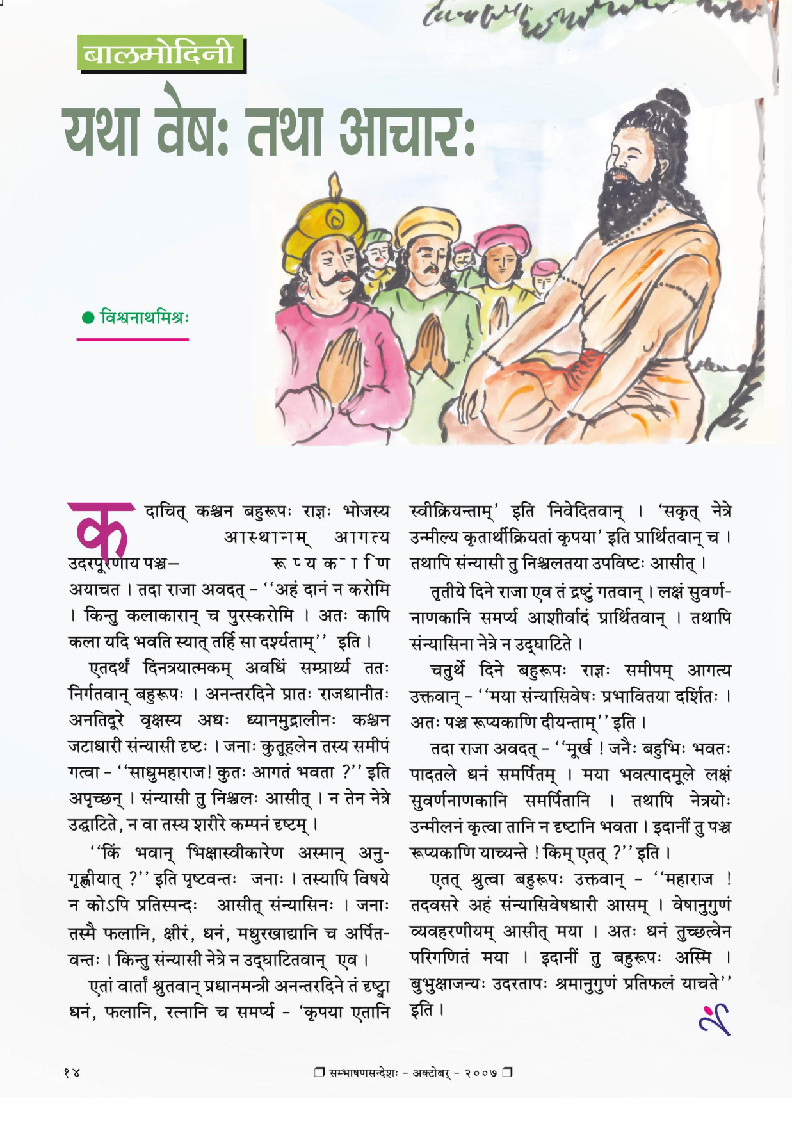 बालमोदिनी
यथा वेषः तथा आचारः
● विश्वनाथमिश्रः
कदाचित् कश्चन बहुरूपः राज्ञः भोजस्य
आस्थानम् आगत्य
उदरपूरणाय पञ्च– रूप्यकाणि
अयाचत । तदा राजा अवदत् – ‘‘अहं दानं न करोमि
। किन्तु कलाकारान् च पुरस्करोमि । अतः कापि
कला यदि भवति स्यात् तर्हि सा दर्श्यताम्’’ इति ।
एतदर्थं दिनत्रयात्मकम् अवधिं सम्प्रार्थ्य ततः
निर्गतवान् बहुरूपः । अनन्तरदिने प्रातः राजधानीतः
अनतिदूरे वृक्षस्य अधः ध्यानमुद्रालीनः कश्चन
जटाधारी संन्यासी दृष्टः । जनाः कुतूहलेन तस्य समीपं
गत्वा – ‘‘साधुमहाराज! कुतः आगतं भवता ?’’ इति
अपृच्छन् । संन्यासी तु निश्चलः आसीत् । न तेन नेत्रे
उद्घाटिते, न वा तस्य शरीरे कम्पनं दृष्टम् ।
‘‘किं भवान् भिक्षास्वीकारेण अस्मान् अनु-
गृह्णीयात् ?’’ इति पृष्टवन्तः जनाः । तस्यापि विषये
न कोऽपि प्रतिस्पन्दः आसीत् संन्यासिनः । जनाः
तस्मै फलानि, क्षीरं, धनं, मधुरखाद्यानि च अर्पित-
वन्तः । किन्तु संन्यासी नेत्रे न उद्घाटितवान् एव ।
एतां वार्तां श्रुतवान् प्रधानमन्त्री अनन्तरदिने तं दृष्ट्वा
धनं, फलानि, रत्नानि च समर्प्य – ‘कृपया एतानि
स्वीक्रियन्ताम्’ इति निवेदितवान् । ‘सकृत् नेत्रे
उन्मील्य कृतार्थीक्रियतां कृपया’ इति प्रार्थितवान् च ।
तथापि संन्यासी तु निश्चलतया उपविष्टः आसीत् ।
तृतीये दिने राजा एव तं द्रष्टुं गतवान् । लक्षं सुवर्ण-
नाणकानि समर्प्य आशीर्वादं प्रार्थितवान् । तथापि
संन्यासिना नेत्रे न उद्घाटिते ।
चतुर्थे दिने बहुरूपः राज्ञः समीपम् आगत्य
उक्तवान् – ‘‘मया संन्यासिवेषः प्रभावितया दर्शितः ।
अतः पञ्च रूप्यकाणि दीयन्ताम्’’ इति ।
तदा राजा अवदत् – ‘‘मूर्ख ! जनैः बहुभिः भवतः
पादतले धनं समर्पितम् । मया भवत्पादमूले लक्षं
सुवर्णनाणकानि समर्पितानि । तथापि नेत्रयोः
उन्मीलनं कृत्वा तानि न दृष्टानि भवता । इदानीं तु पञ्च
रूप्यकाणि याच्यन्ते ! किम् एतत् ?’’ इति ।
एतत् श्रुत्वा बहुरूपः उक्तवान् – ‘‘महाराज !
तदवसरे अहं संन्यासिवेषधारी आसम् । वेषानुगुणं
व्यवहरणीयम् आसीत् मया । अतः धनं तुच्छत्वेन
परिगणितं मया । इदानीं तु बहुरूपः अस्मि ।
बुभुक्षाजन्यः उदरतापः श्रमानुगुणं प्रतिफलं याचते’’
इति ।
१४
❐ सम्भाषणसन्देशः – अक्टोबर् – २००७ ❐